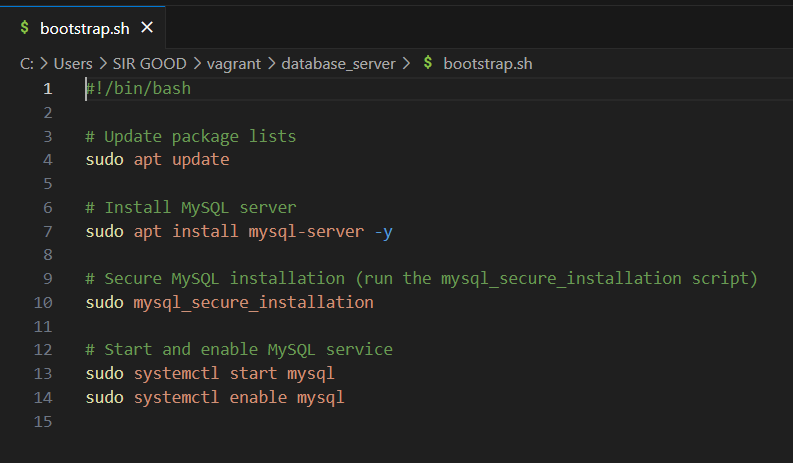 $ bootstrap.sh ×
C: > Users > SIR GOOD > vagrant > database_server > $ bootstrap.sh
1 #!/bin/bash
2
3 # Update package lists
4 sudo apt update
5
6 # Install MySQL server
7 sudo apt install mysql-server -y
8
9 # Secure MySQL installation (run the mysql_secure_installation script)
10 sudo mysql_secure_installation
11
12 # Start and enable MySQL service
13 sudo systemctl start mysql
14 sudo systemctl enable mysql
15